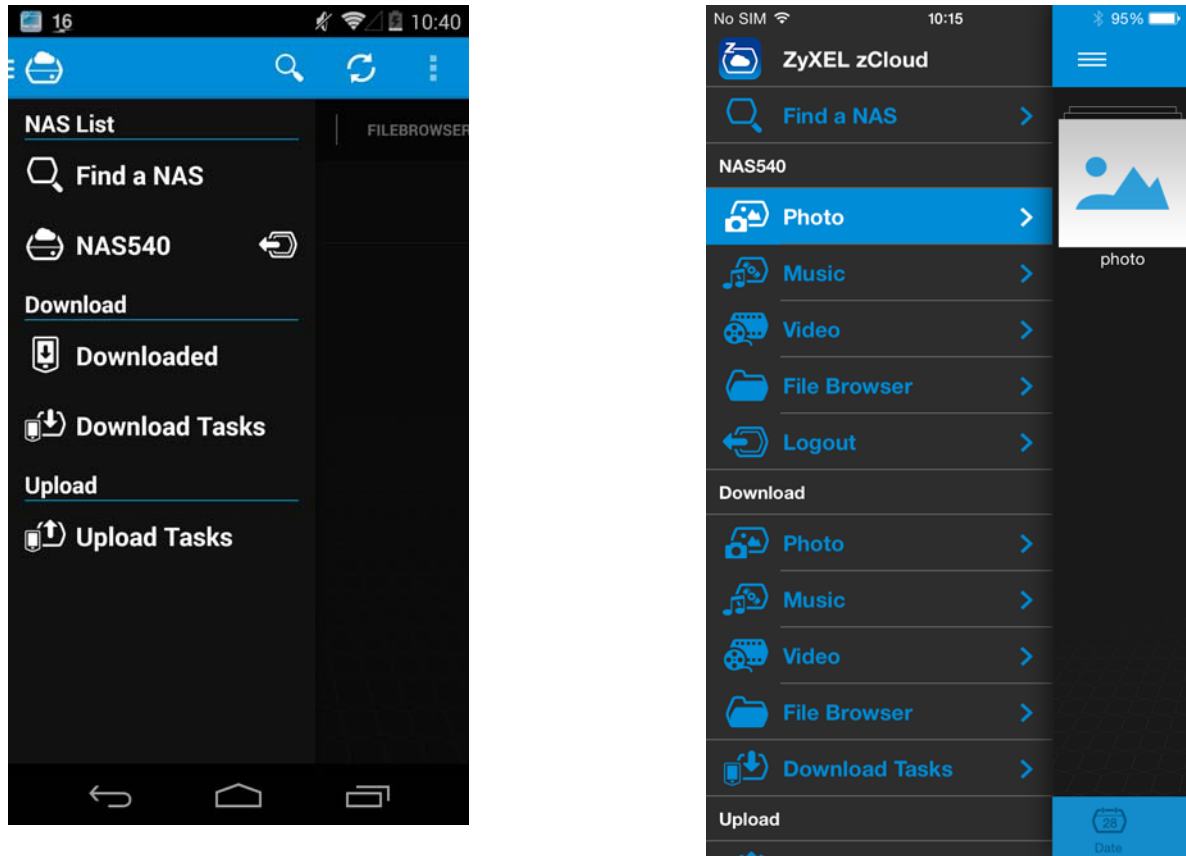 16 10:40
NAS List
FILEBROWSER
Find a NAS
NAS540
Download
Downloaded
Download Tasks
Upload
Upload Tasks
No SIM 10:15 95%
ZyXEL zCloud
Find a NAS
NAS540
Photo
photo
Music
Video
File Browser
Logout
Download
Photo
Music
Video
File Browser
Download Tasks
Upload
28
Date